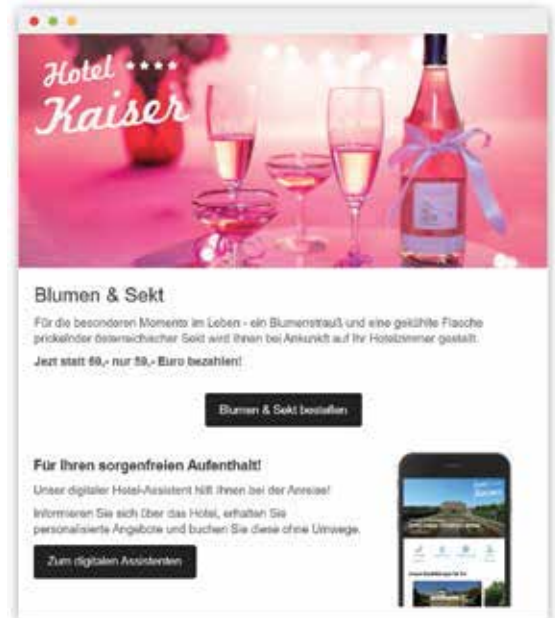 Hotel ****
Kaiser
Blumen & Sekt
Für die besonderen Momente im Leben - ein Blumenstrauß und eine gekühlte Flasche
prickelnder österreichischer Sekt wird Ihnen bei Ankunft auf Ihr Hotelzimmer gestellt.
Jezt statt 69,- nur 59,- Euro bezahlen!
Blumen & Sekt bestellen
Für Ihren sorgenfreien Aufenthalt!
Unser digitaler Hotel-Assistent hilft Ihnen bei der Anreise!
Informieren Sie sich über das Hotel, erhalten Sie
personalisierte Angebote und buchen Sie diese ohne Umwege.
Zum digitalen Assistenten
Kaiser